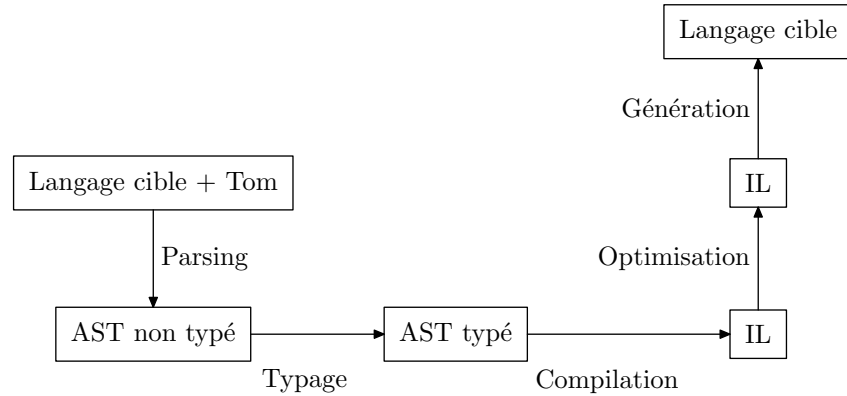 Langage cible
Génération
Langage cible + Tom
IL
Parsing
Optimisation
AST non typé
AST typé
IL
Typage
Compilation